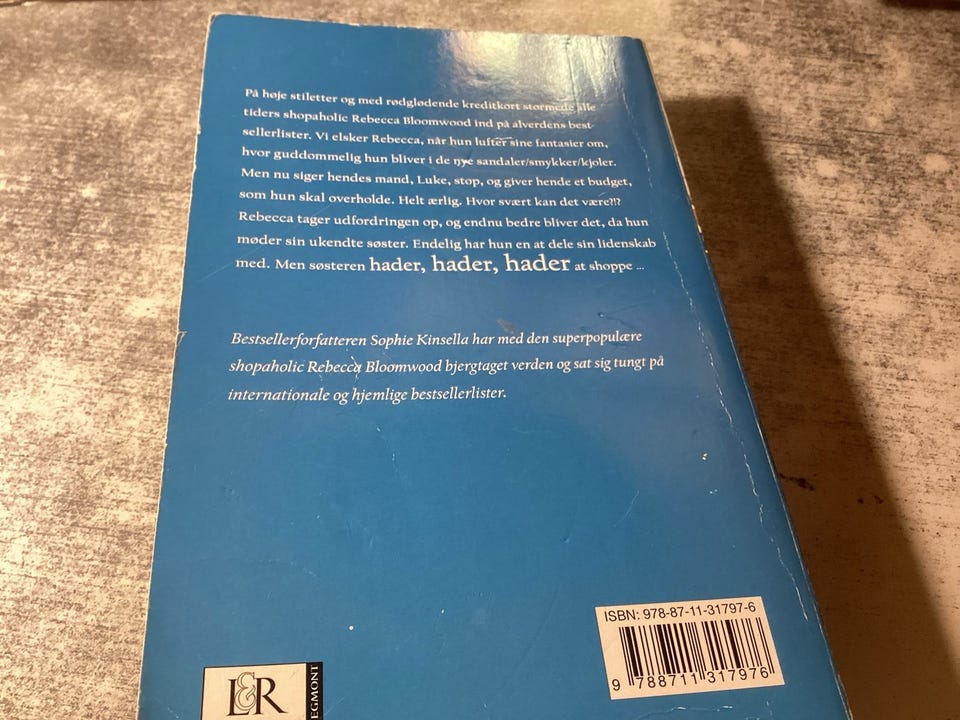 På høje stiletter og med rødglødende kreditkort stormede alle
tiders shopaholic Rebecca Bloomwood ind på alverdens best-
sellerlister. Vi elsker Rebecca, når hun lufter sine fantasier om,
hvor guddommelig hun bliver i de nye sandaler/smykker/kjoler.
Men nu siger hendes mand, Luke, stop, og giver hende et budget,
som hun skal overholde. Helt ærlig. Hvor svært kan det være?!?
Rebecca tager udfordringen op, og endnu bedre bliver det, da hun
møder sin ukendte søster. Endelig har hun en at dele sin lidenskab
med. Men søsteren hader, hader, hader at shoppe ...
Bestsellerforfatteren Sophie Kinsella har med den superpopulære
shopaholic Rebecca Bloomwood bjergtaget verden og sat sig tungt på
internationale og hjemlige bestsellerlister.
ISBN: 978-87-11-31797-6
9 788711 317976
L&R
EGMONT